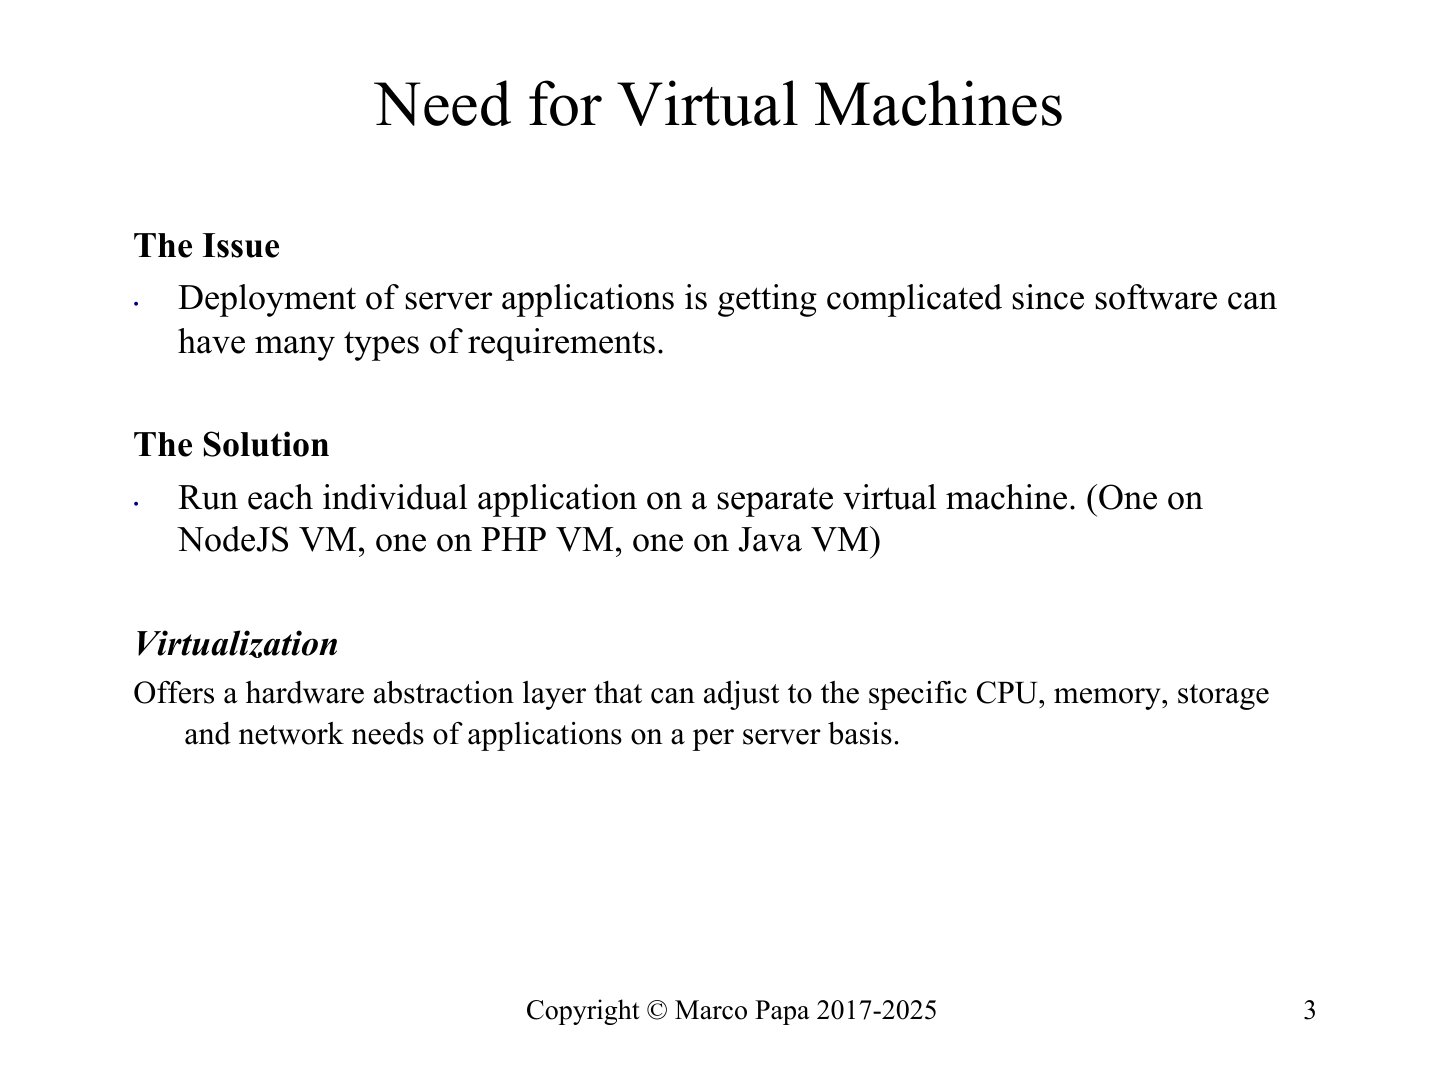 Need for Virtual Machines
The Issue
• Deployment of server applications is getting complicated since software can
have many types of requirements.
The Solution
• Run each individual application on a separate virtual machine. (One on
NodeJS VM, one on PHP VM, one on Java VM)
Virtualization
Offers a hardware abstraction layer that can adjust to the specific CPU, memory, storage
and network needs of applications on a per server basis.
Copyright © Marco Papa 2017-2025
3